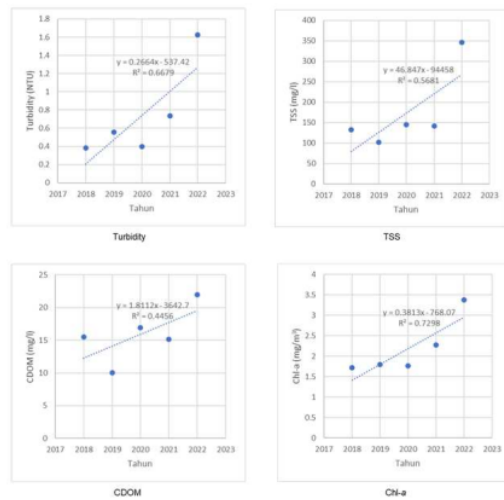 1.8
1.6
1.4
1.2
1
0.8
0.6
0.4
0.2
0
Turbidity (NTU)
y = 0.2664x - 537.42
R² = 0.6679
2017 2018 2019 2020 2021 2022 2023
Tahun
Turbidity
400
350
300
250
200
150
100
50
0
TSS (mg/l)
y = 46.847x - 94458
R² = 0.5681
2017 2018 2019 2020 2021 2022 2023
Tahun
TSS
25
20
15
10
5
0
CDOM (mg/l)
y = 1.8112x - 3642.7
R² = 0.4456
2017 2018 2019 2020 2021 2022 2023
Tahun
CDOM
4
3.5
3
2.5
2
1.5
1
0.5
0
Chl-a (mg/m³)
y = 0.3813x - 768.07
R² = 0.7298
2017 2018 2019 2020 2021 2022 2023
Tahun
Chl-a